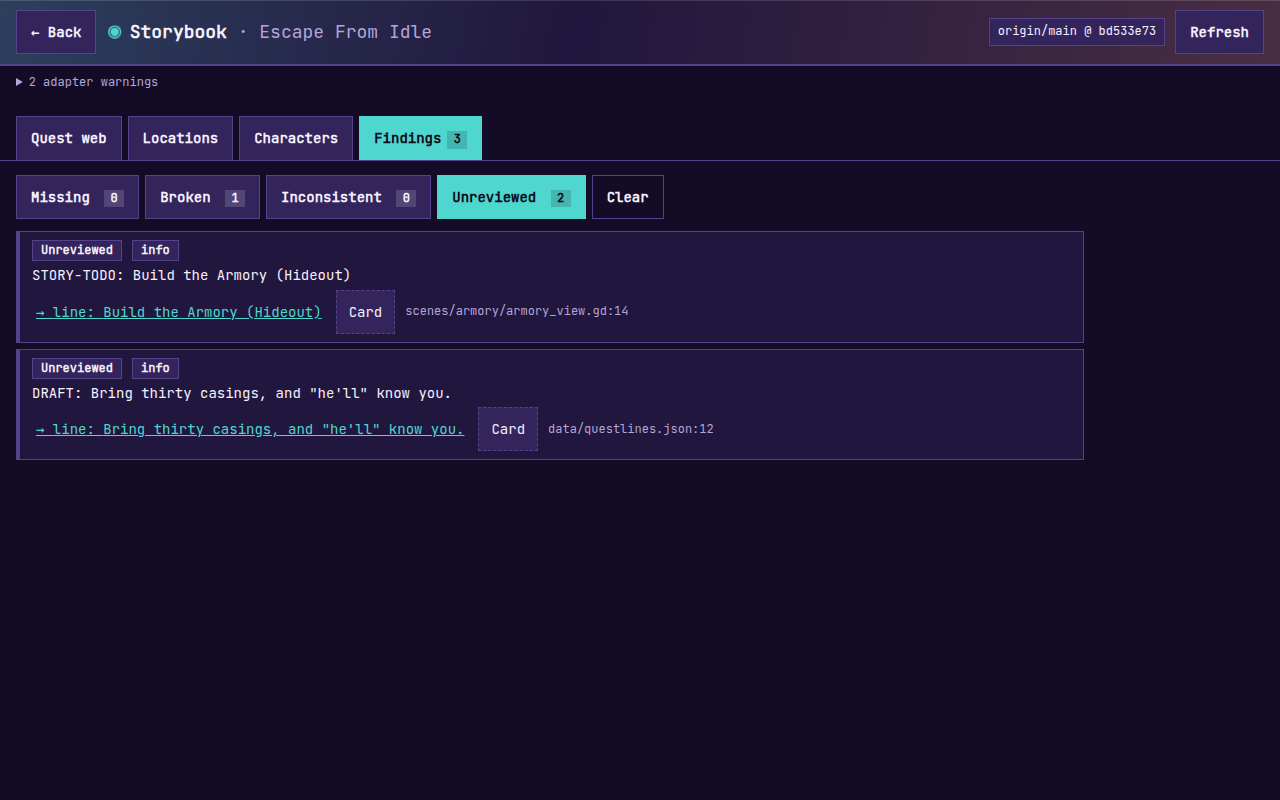 ← Back
Storybook · Escape From Idle
origin/main @ bd533e73
Refresh
▶ 2 adapter warnings
Quest web
Locations
Characters
Findings 3
Missing 0
Broken 1
Inconsistent 0
Unreviewed 2
Clear
Unreviewed info
STORY-TODO: Build the Armory (Hideout)
→ line: Build the Armory (Hideout) Card scenes/armory/armory_view.gd:14
Unreviewed info
DRAFT: Bring thirty casings, and "he'll" know you.
→ line: Bring thirty casings, and "he'll" know you. Card data/questlines.json:12